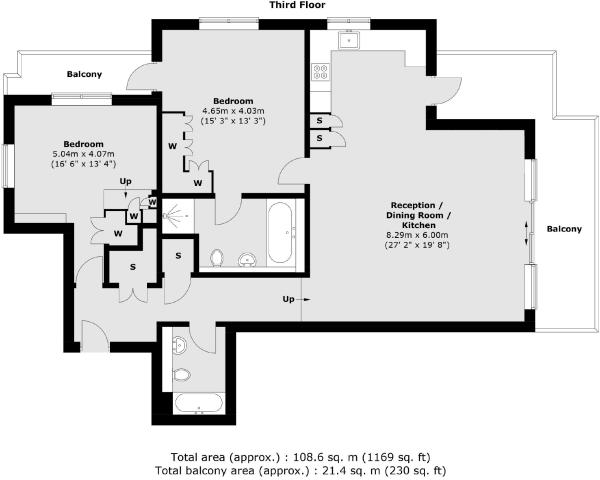 Third Floor
Balcony
Bedroom
4.65m x 4.03m
(15' 3" x 13' 3")
Bedroom
5.04m x 4.07m
(16' 6" x 13' 4")
Up
W
W
W
W
W
S
S
S
S
Reception /
Dining Room /
Kitchen
8.29m x 6.00m
(27' 2" x 19' 8")
Balcony
Up
Total area (approx.) : 108.6 sq. m (1169 sq. ft)
Total balcony area (approx.) : 21.4 sq. m (230 sq. ft)